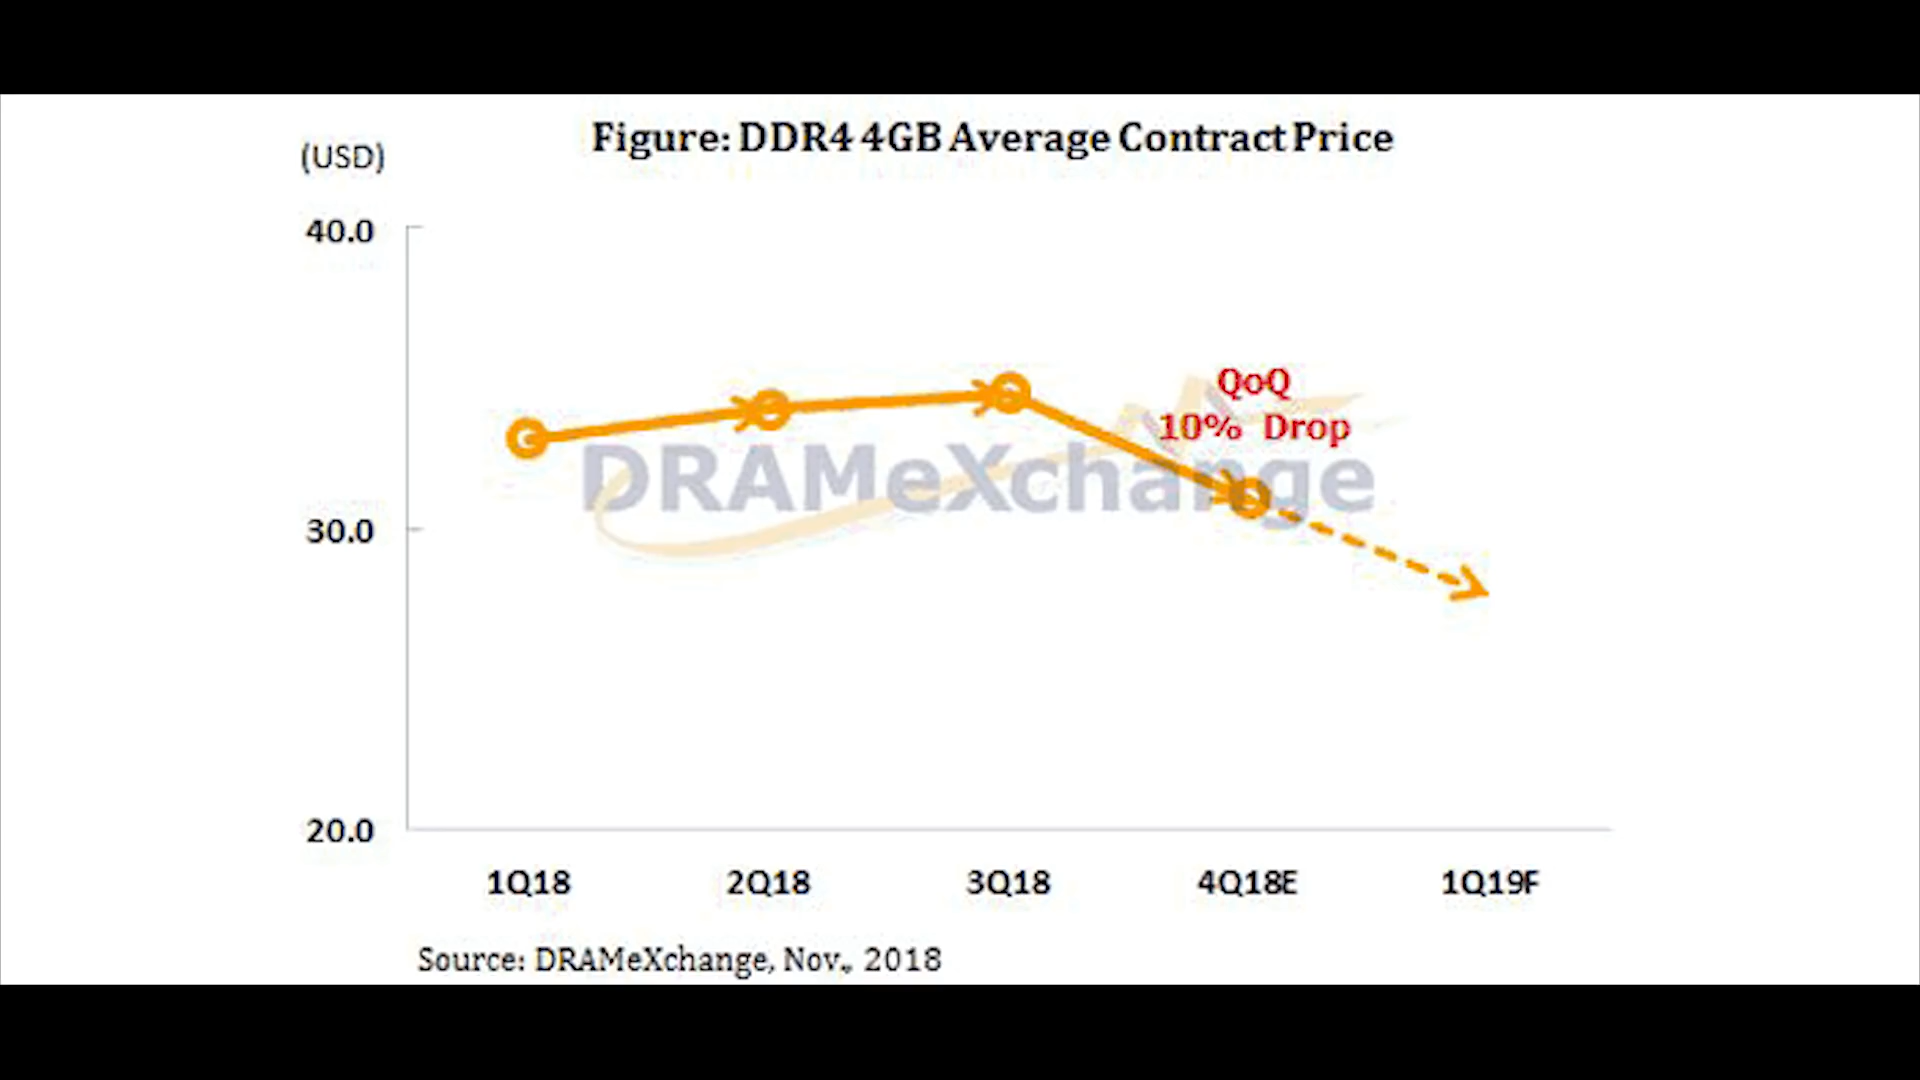 Figure: DDR4 4GB Average Contract Price
(USD)
40.0
QoQ
10% Drop
DRAMeXchange
30.0
20.0
1Q18 2Q18 3Q18 4Q18E 1Q19F
Source: DRAMeXchange, Nov., 2018